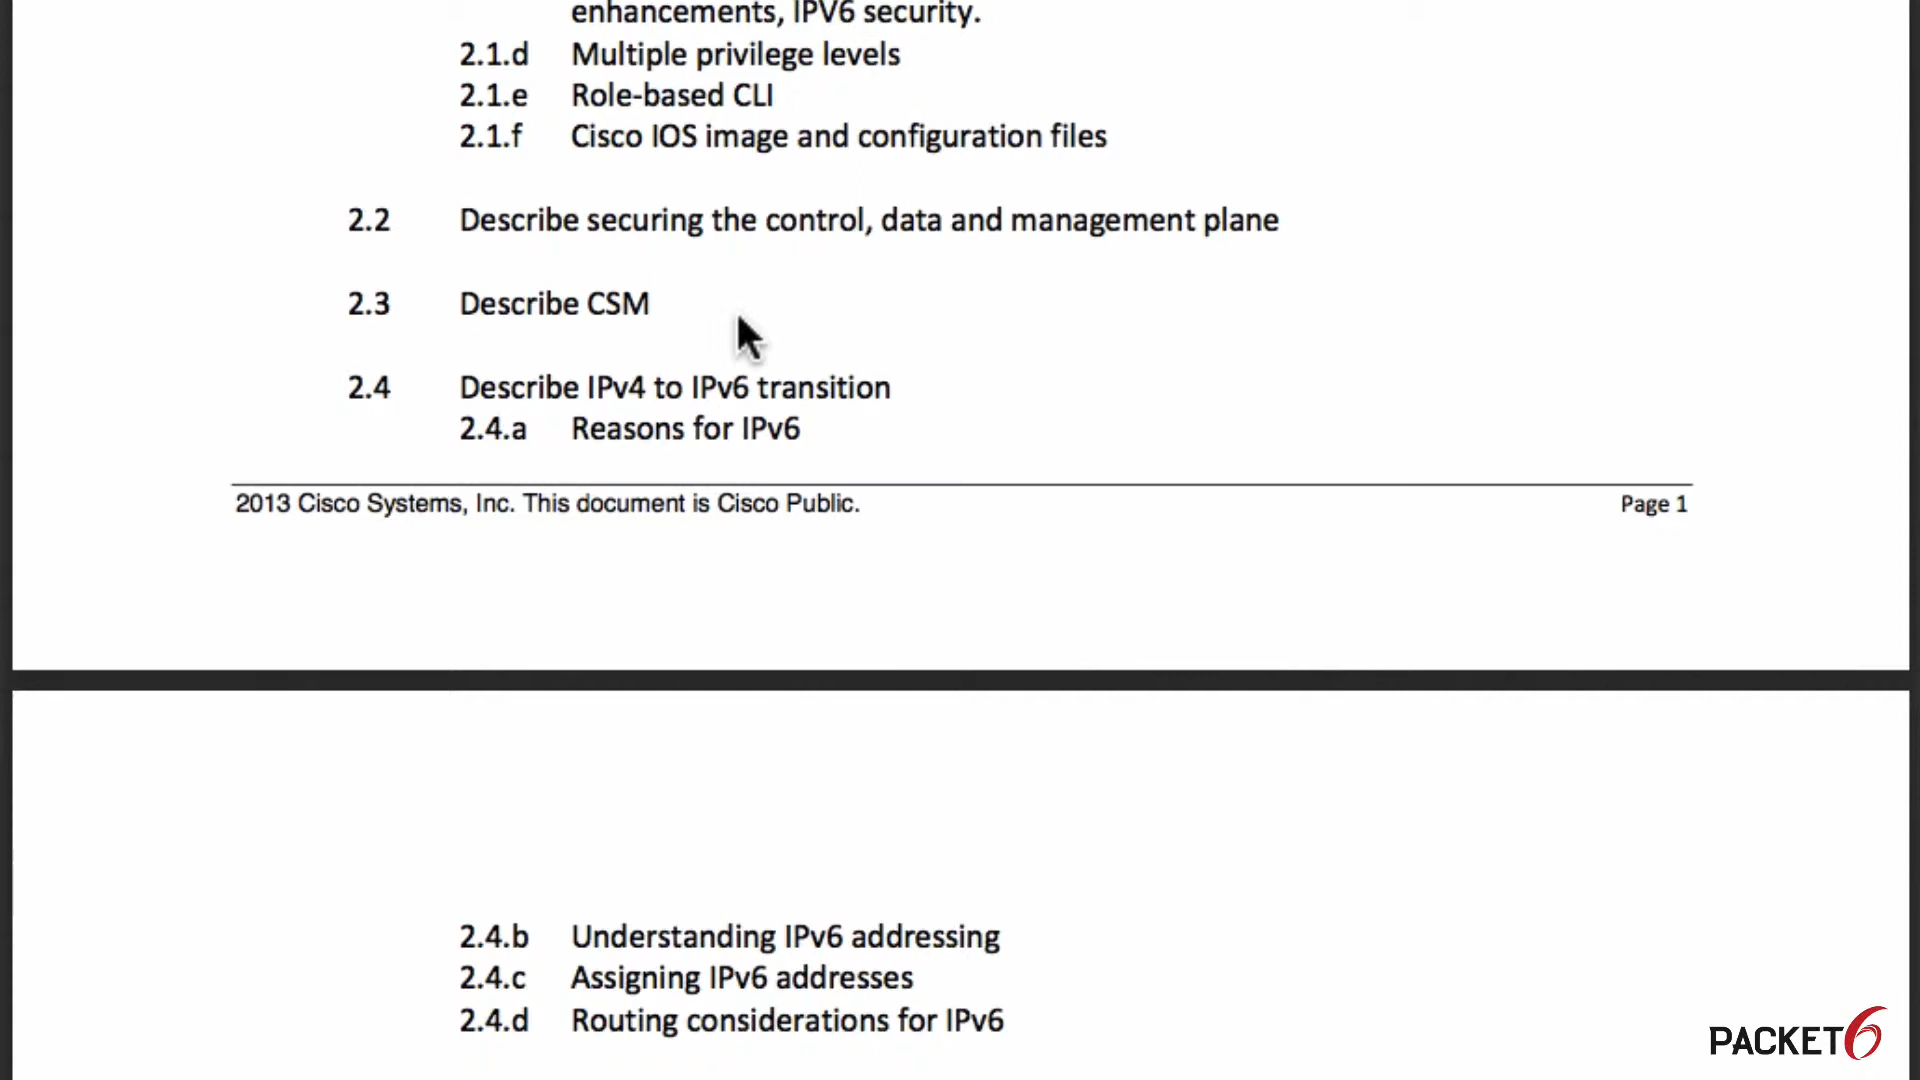 enhancements, IPV6 security.
2.1.d Multiple privilege levels
2.1.e Role-based CLI
2.1.f Cisco IOS image and configuration files
2.2 Describe securing the control, data and management plane
2.3 Describe CSM
2.4 Describe IPv4 to IPv6 transition
2.4.a Reasons for IPv6
2013 Cisco Systems, Inc. This document is Cisco Public. Page 1
2.4.b Understanding IPv6 addressing
2.4.c Assigning IPv6 addresses
2.4.d Routing considerations for IPv6
PACKET6